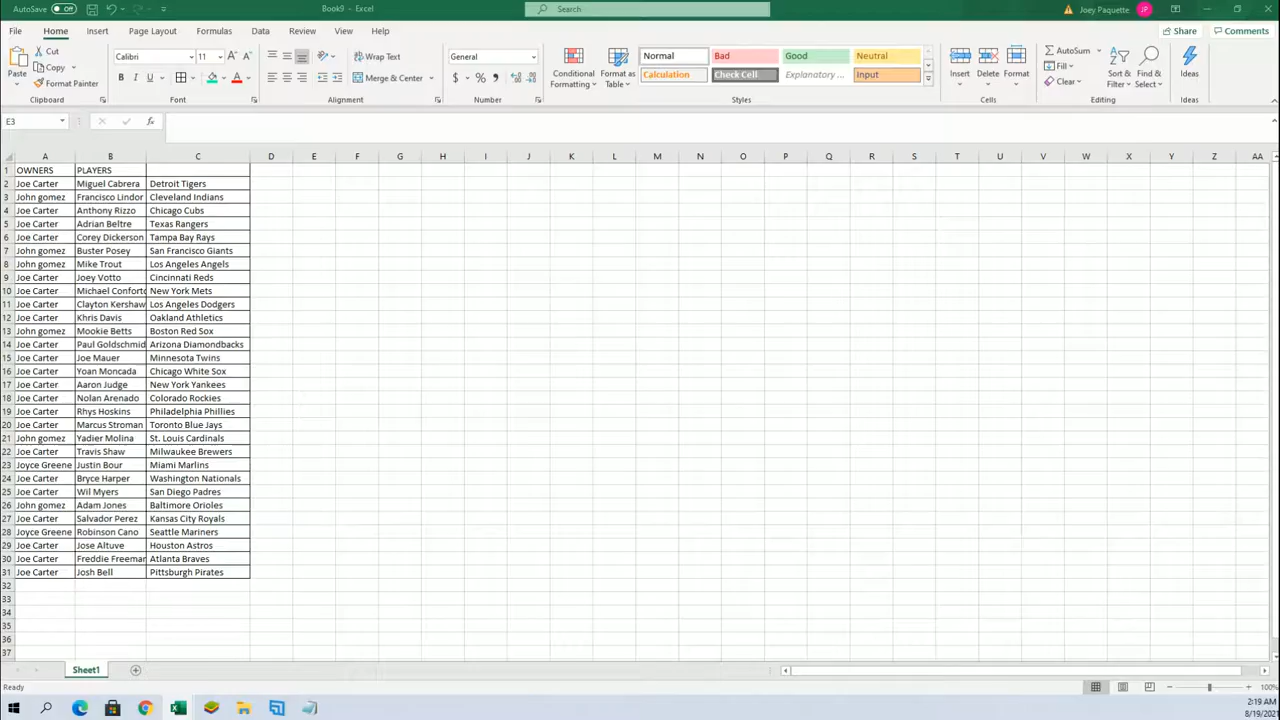 AutoSave Off Book9 - Excel Search Joey Paquette JP
File Home Insert Page Layout Formulas Data Review View Help Share Comments
Paste Cut Copy Format Painter Clipboard
Calibri 11 B I U Font
Wrap Text Merge & Center Alignment
General $ % Number
Conditional Formatting Format as Table
Normal Bad Good Neutral
Calculation Check Cell Explanatory ... Input
Styles
Insert Delete Format Cells
AutoSum Fill Clear Sort & Filter Find & Select Editing
Ideas Ideas
E3 fx
A B C D E F G H I J K L M N O P Q R S T U V W X Y Z AA
1 OWNERS PLAYERS
2 Joe Carter Miguel Cabrera Detroit Tigers
3 John gomez Francisco Lindor Cleveland Indians
4 Joe Carter Anthony Rizzo Chicago Cubs
5 Joe Carter Adrian Beltre Texas Rangers
6 Joe Carter Corey Dickerson Tampa Bay Rays
7 John gomez Buster Posey San Francisco Giants
8 John gomez Mike Trout Los Angeles Angels
9 Joe Carter Joey Votto Cincinnati Reds
10 Joe Carter Michael Conforto New York Mets
11 Joe Carter Clayton Kershaw Los Angeles Dodgers
12 Joe Carter Khris Davis Oakland Athletics
13 John gomez Mookie Betts Boston Red Sox
14 Joe Carter Paul Goldschmid Arizona Diamondbacks
15 Joe Carter Joe Mauer Minnesota Twins
16 Joe Carter Yoan Moncada Chicago White Sox
17 Joe Carter Aaron Judge New York Yankees
18 Joe Carter Nolan Arenado Colorado Rockies
19 Joe Carter Rhys Hoskins Philadelphia Phillies
20 Joe Carter Marcus Stroman Toronto Blue Jays
21 John gomez Yadier Molina St. Louis Cardinals
22 Joe Carter Travis Shaw Milwaukee Brewers
23 Joyce Greene Justin Bour Miami Marlins
24 Joe Carter Bryce Harper Washington Nationals
25 Joe Carter Wil Myers San Diego Padres
26 John gomez Adam Jones Baltimore Orioles
27 Joe Carter Salvador Perez Kansas City Royals
28 Joyce Greene Robinson Cano Seattle Mariners
29 Joe Carter Jose Altuve Houston Astros
30 Joe Carter Freddie Freeman Atlanta Braves
31 Joe Carter Josh Bell Pittsburgh Pirates
32
33
34
35
36
37
Sheet1
Ready 100%
2:19 AM
8/19/202